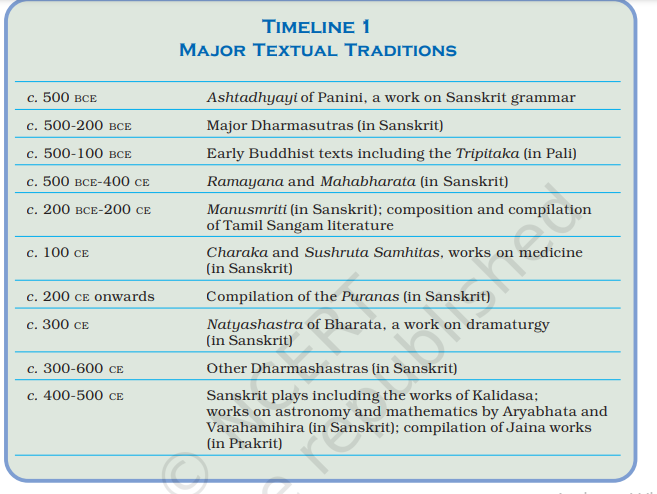 TIMELINE 1
MAJOR TEXTUAL TRADITIONS
c. 500 BCE Ashtadhyayi of Panini, a work on Sanskrit grammar
c. 500-200 BCE Major Dharmasutras (in Sanskrit)
c. 500-100 BCE Early Buddhist texts including the Tripitaka (in Pali)
c. 500 BCE-400 CE Ramayana and Mahabharata (in Sanskrit)
c. 200 BCE-200 CE Manusmriti (in Sanskrit); composition and compilation
of Tamil Sangam literature
c. 100 CE Charaka and Sushruta Samhitas, works on medicine
(in Sanskrit)
c. 200 CE onwards Compilation of the Puranas (in Sanskrit)
c. 300 CE Natyashastra of Bharata, a work on dramaturgy
(in Sanskrit)
c. 300-600 CE Other Dharmashastras (in Sanskrit)
c. 400-500 CE Sanskrit plays including the works of Kalidasa;
works on astronomy and mathematics by Aryabhata and
Varahamihira (in Sanskrit); compilation of Jaina works
(in Prakrit)
© NCERT
republished